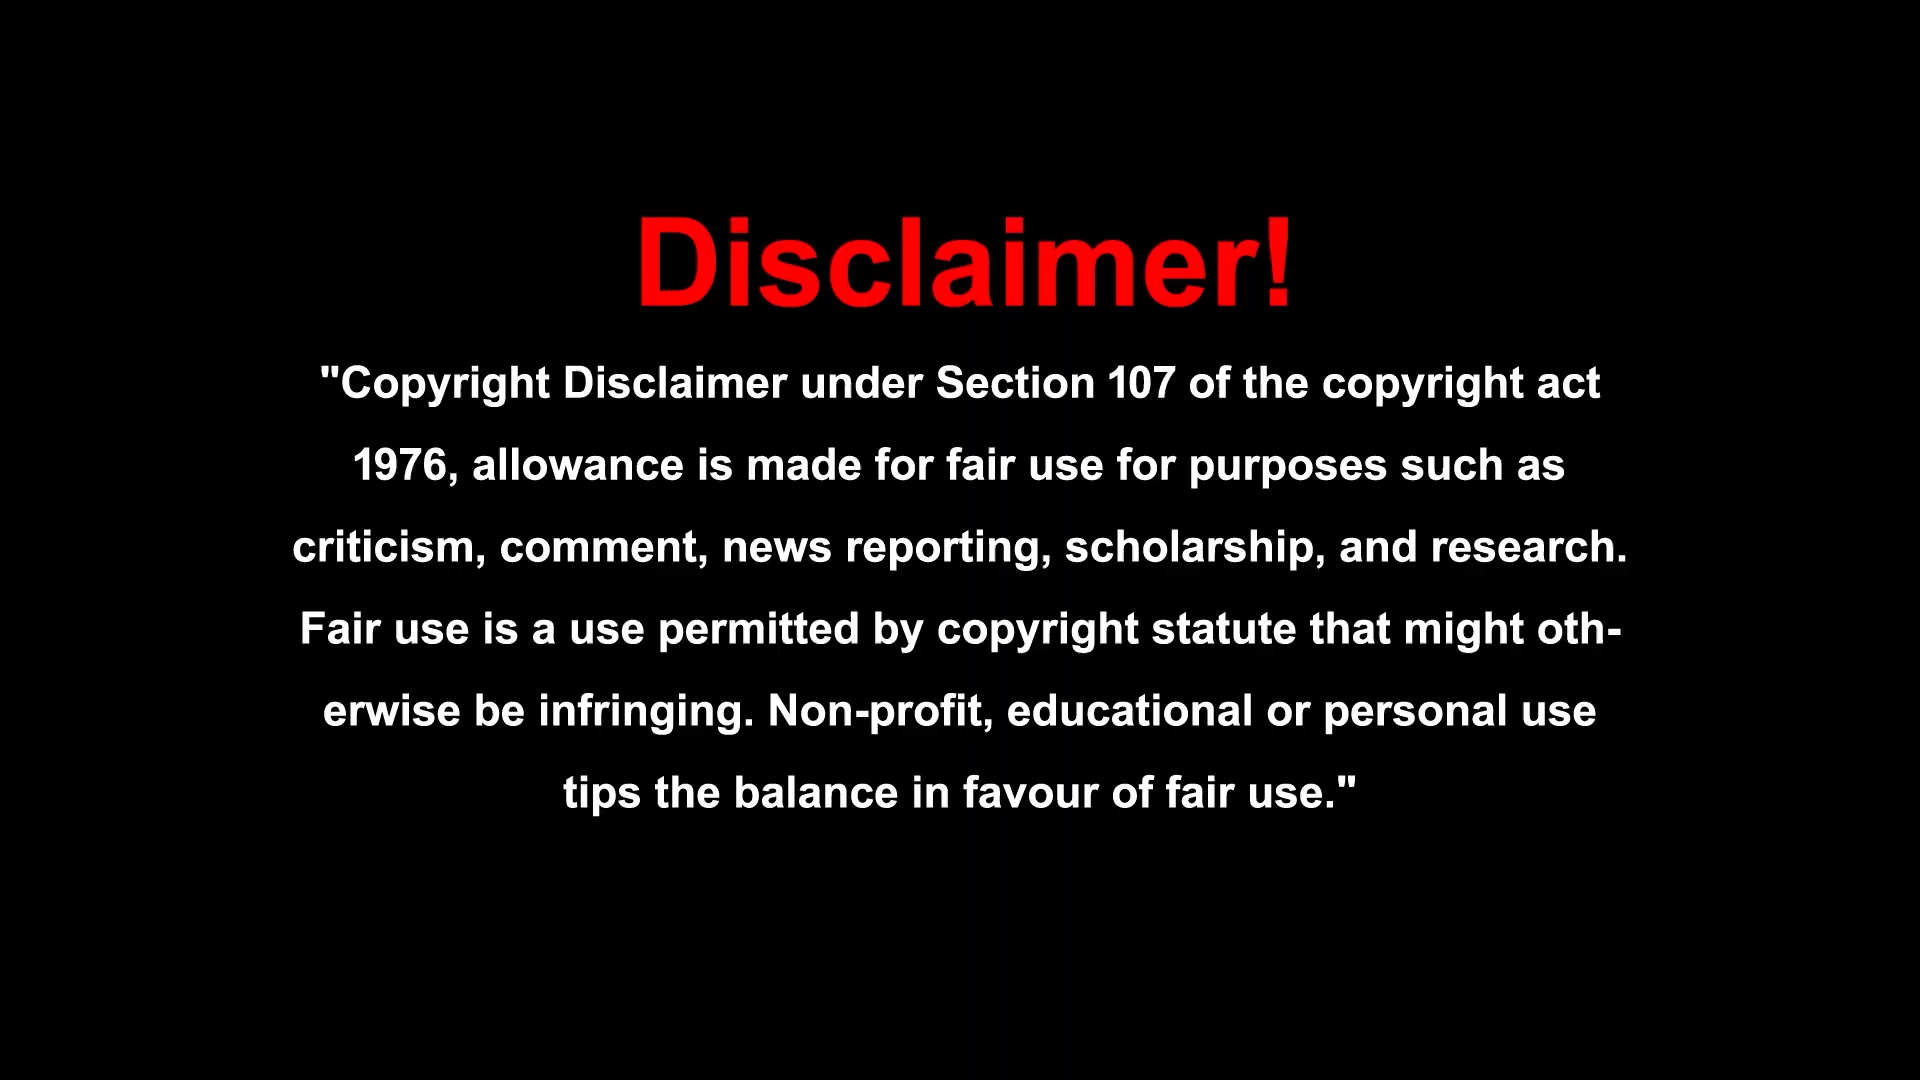 Disclaimer!
"Copyright Disclaimer under Section 107 of the copyright act
1976, allowance is made for fair use for purposes such as
criticism, comment, news reporting, scholarship, and research.
Fair use is a use permitted by copyright statute that might oth-
erwise be infringing. Non-profit, educational or personal use
tips the balance in favour of fair use."